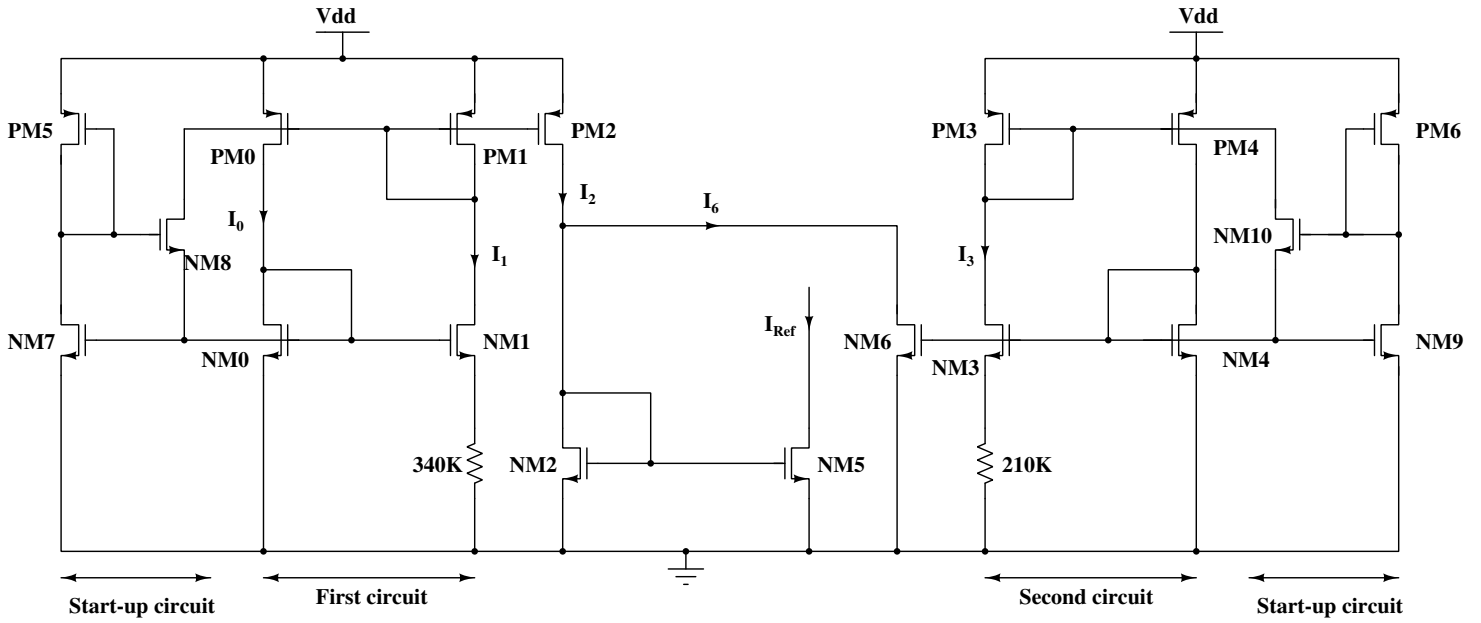 Vdd
Vdd
PM5
PM0
PM1
PM2
PM3
PM4
PM6
I2
I6
I0
NM8
I1
I3
NM10
NM7
NM0
NM1
IRef
NM6
NM3
NM4
NM9
340K
NM2
NM5
210K
Start-up circuit
First circuit
Second circuit
Start-up circuit